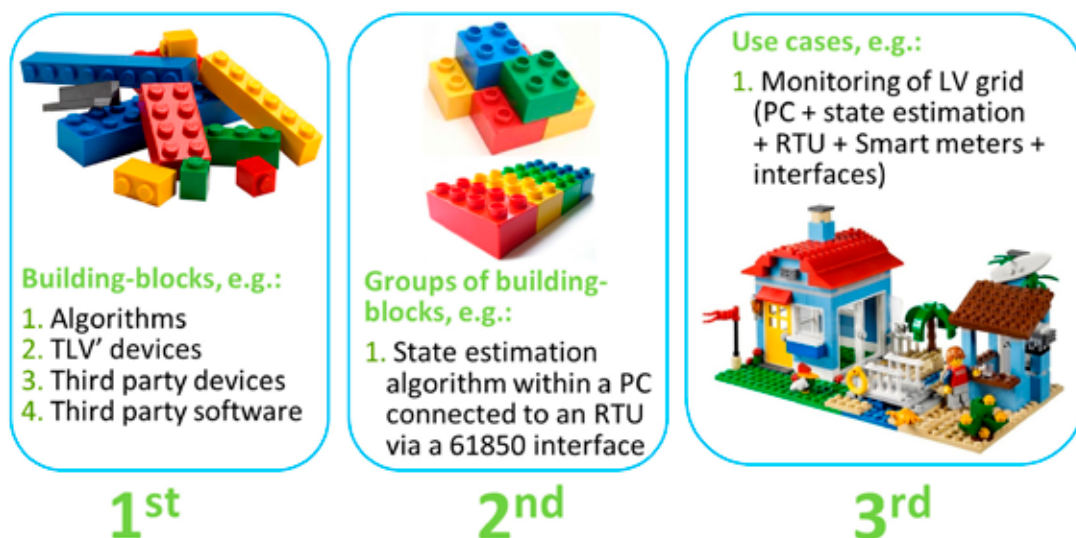 Building-blocks, e.g.:
1. Algorithms
2. TLV' devices
3. Third party devices
4. Third party software
1st
Groups of building-
blocks, e.g.:
1. State estimation
algorithm within a PC
connected to an RTU
via a 61850 interface
2nd
Use cases, e.g.:
1. Monitoring of LV grid
(PC + state estimation
+ RTU + Smart meters +
interfaces)
3rd